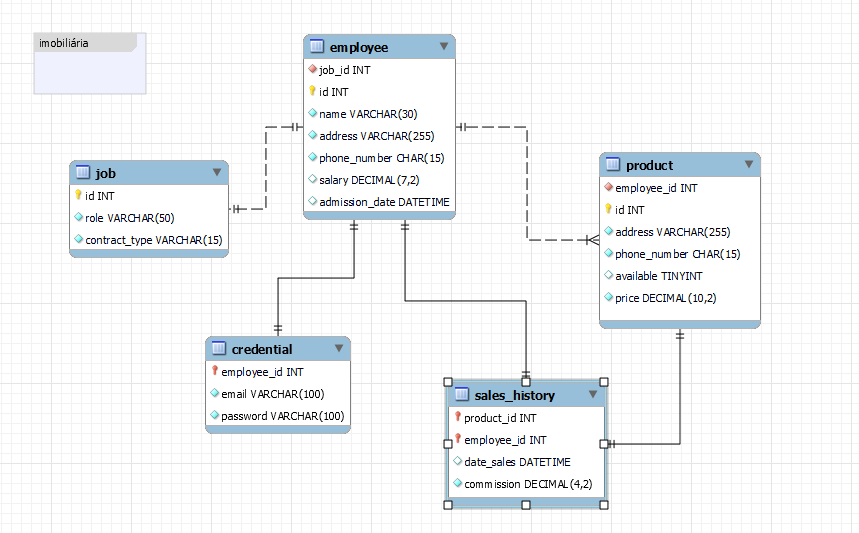 imobiliária
employee
job_id INT
id INT
name VARCHAR(30)
address VARCHAR(255)
phone_number CHAR(15)
salary DECIMAL(7,2)
admission_date DATETIME
job
id INT
role VARCHAR(50)
contract_type VARCHAR(15)
product
employee_id INT
id INT
address VARCHAR(255)
phone_number CHAR(15)
available TINYINT
price DECIMAL(10,2)
credential
employee_id INT
email VARCHAR(100)
password VARCHAR(100)
sales_history
product_id INT
employee_id INT
date_sales DATETIME
commission DECIMAL(4,2)